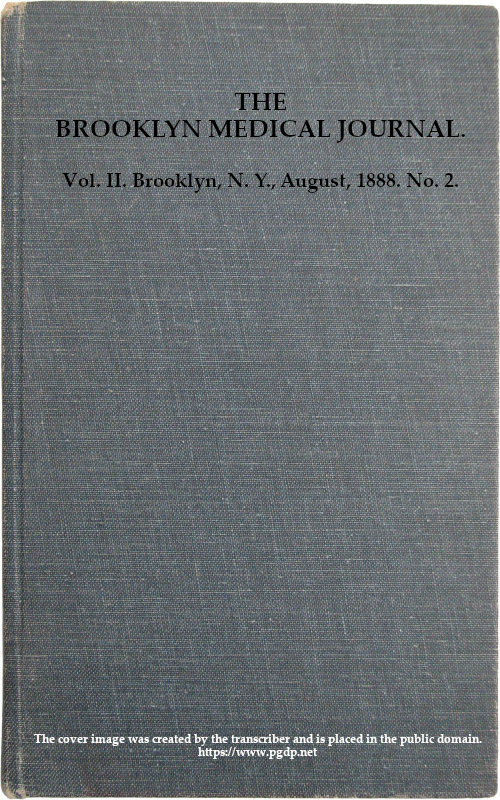 THE
BROOKLYN MEDICAL JOURNAL.
Vol. II. Brooklyn, N. Y., August, 1888. No. 2.
The cover image was created by the transcriber and is placed in the public domain.
https://www.pgdp.net